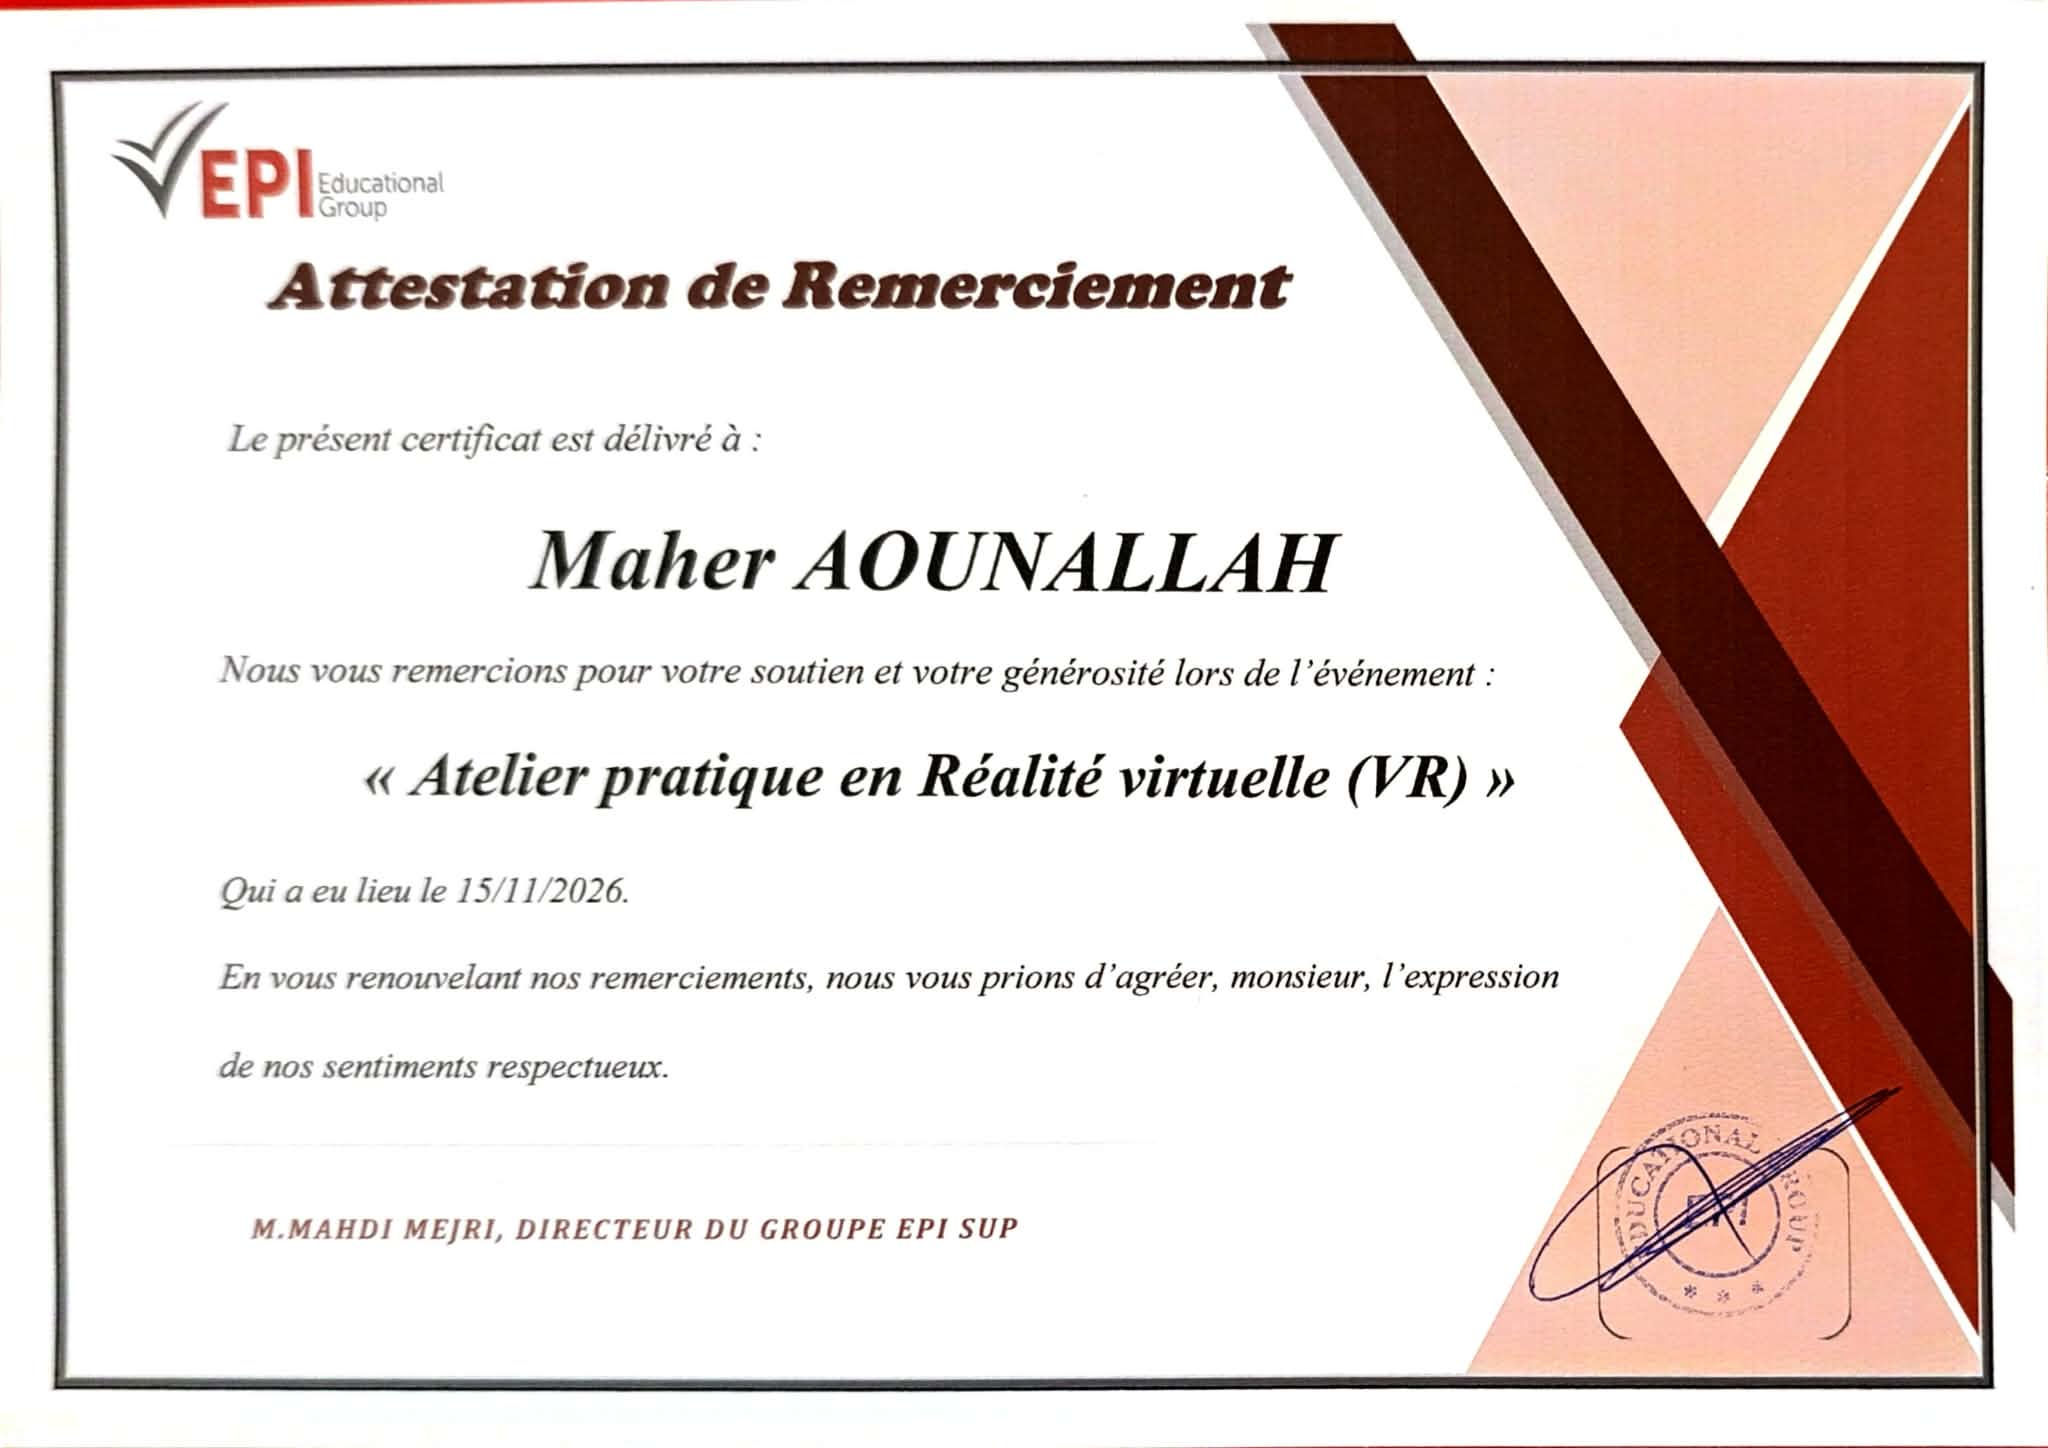 EPI Educational
Group
Attestation de Remerciement
Le présent certificat est délivré à :
Maher AOUNALLAH
Nous vous remercions pour votre soutien et votre générosité lors de l'événement :
« Atelier pratique en Réalité virtuelle (VR) »
Qui a eu lieu le 15/11/2026.
En vous renouvelant nos remerciements, nous vous prions d'agréer, monsieur, l'expression
de nos sentiments respectueux.
M.MAHDI MEJRI, DIRECTEUR DU GROUPE EPI SUP
EDUCATIONAL GROUP
* * *